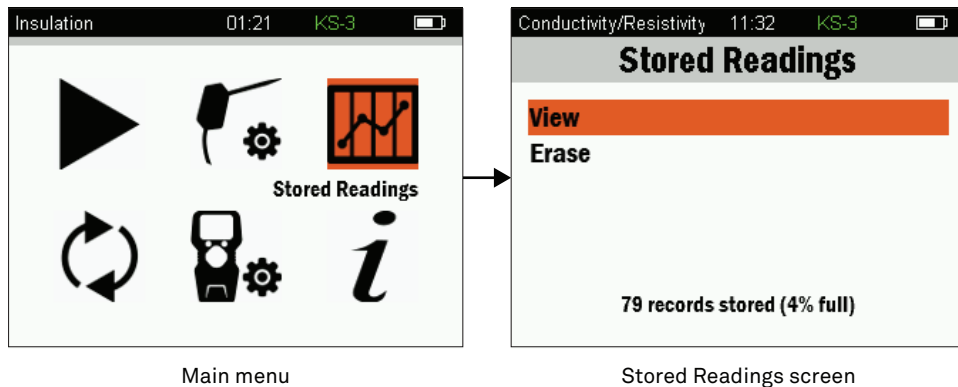 Insulation 01:21 KS-3
Stored Readings
Main menu
Conductivity/Resistivity 11:32 KS-3
Stored Readings
View
Erase
79 records stored (4% full)
Stored Readings screen